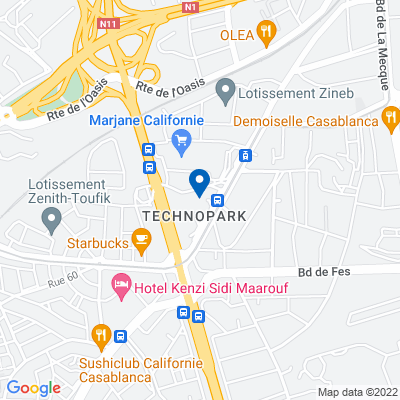 N11
N1
OLEA
Bd de La Mecque
Rte de l'Oasis
Rte de l'Oasis
Lotissement Zineb
Marjane Californie
Demoiselle Casablanca
Lotissement
Zenith-Toufik
TECHNOPARK
Starbucks
Bd de Fes
Rue 60
Hotel Kenzi Sidi Maarouf
Sushiclub Californie
Casablanca
Google
Map data ©2022